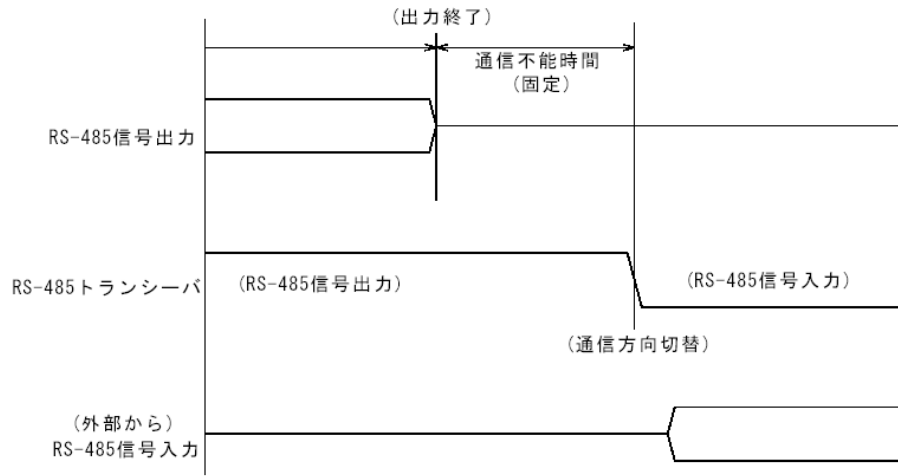 (出力終了)
通信不能時間
(固定)
RS-485信号出力
RS-485トランシーバ
(RS-485信号出力)
(RS-485信号入力)
(通信方向切替)
(外部から)
RS-485信号入力